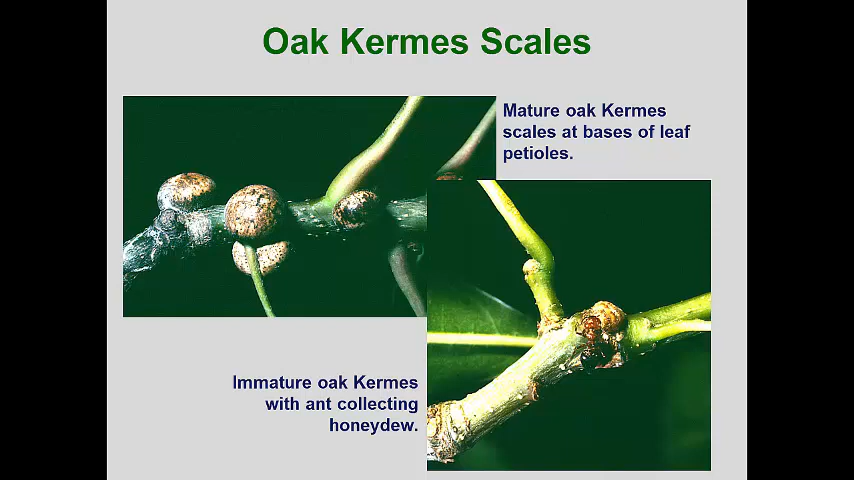 Oak Kermes Scales
Mature oak Kermes
scales at bases of leaf
petioles.
Immature oak Kermes
with ant collecting
honeydew.